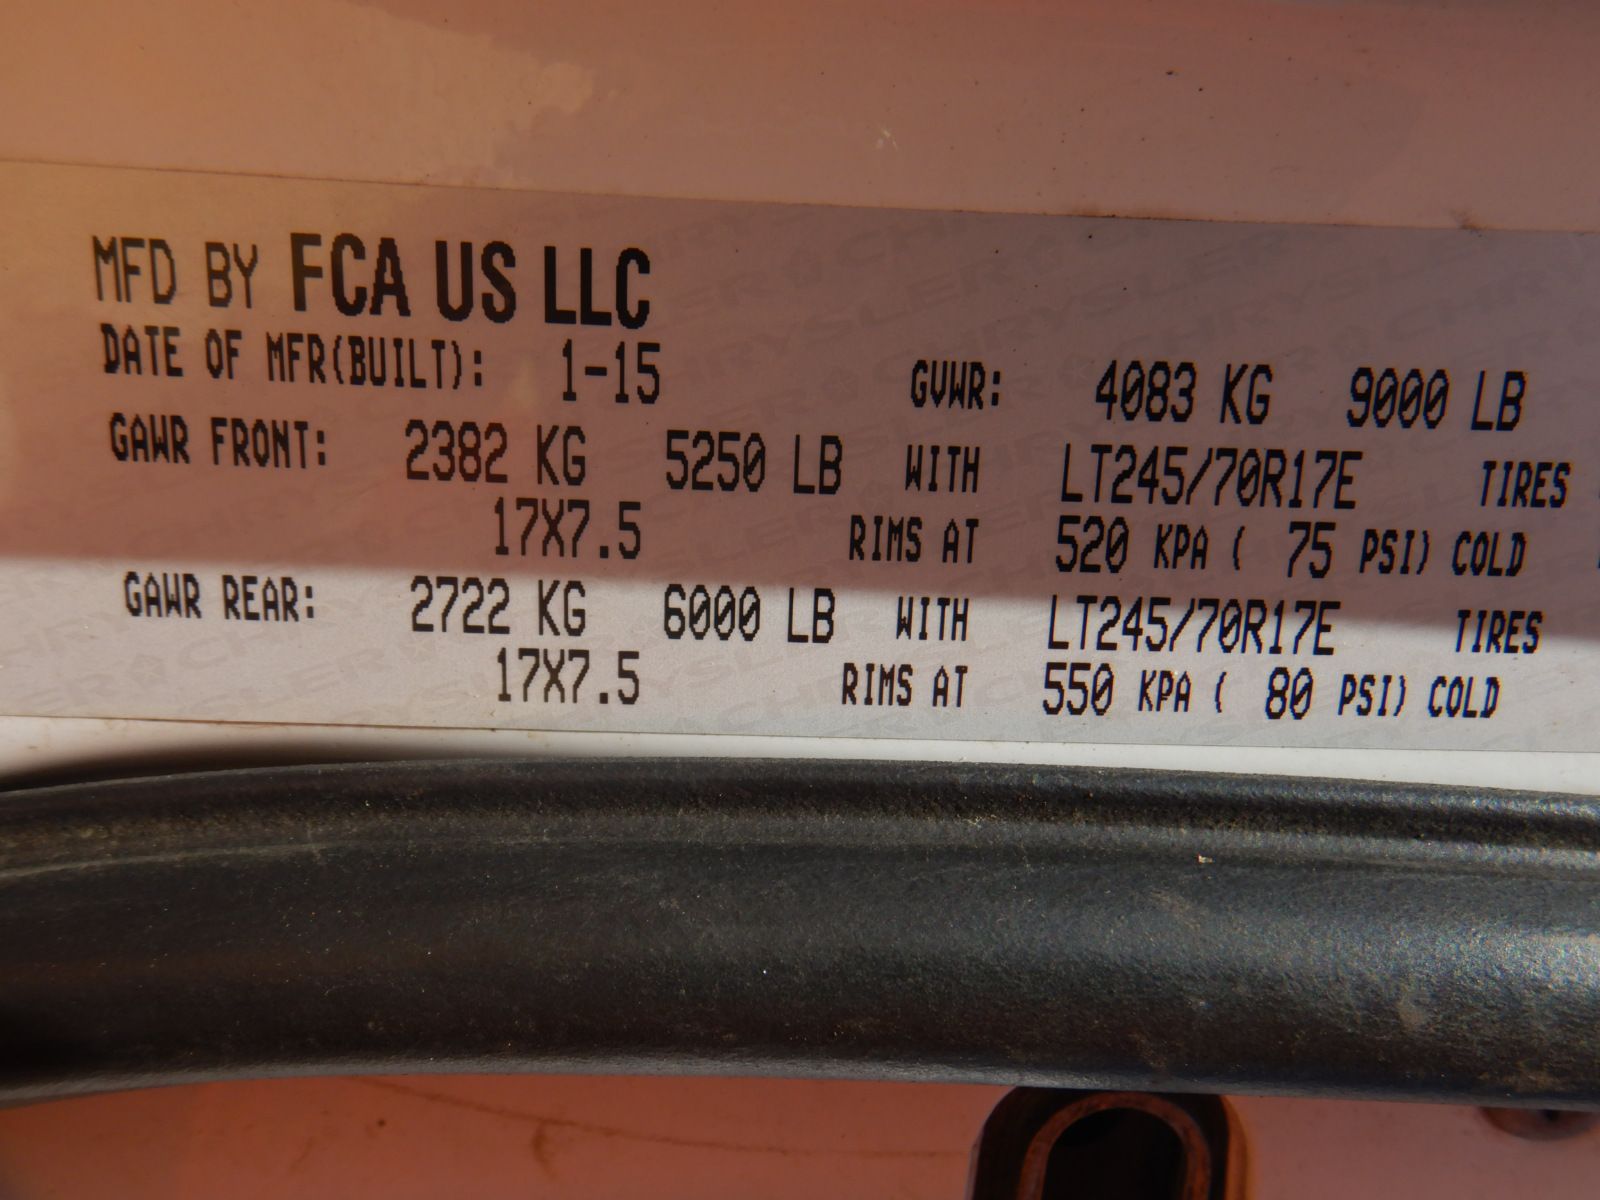 MFD BY FCA US LLC
DATE OF MFR(BUILT): 1-15 GVWR: 4083 KG 9000 LB
GAWR FRONT: 2382 KG 5250 LB WITH LT245/70R17E TIRES
17X7.5 RIMS AT 520 KPA ( 75 PSI) COLD
GAWR REAR: 2722 KG 6000 LB WITH LT245/70R17E TIRES
17X7.5 RIMS AT 550 KPA ( 80 PSI) COLD